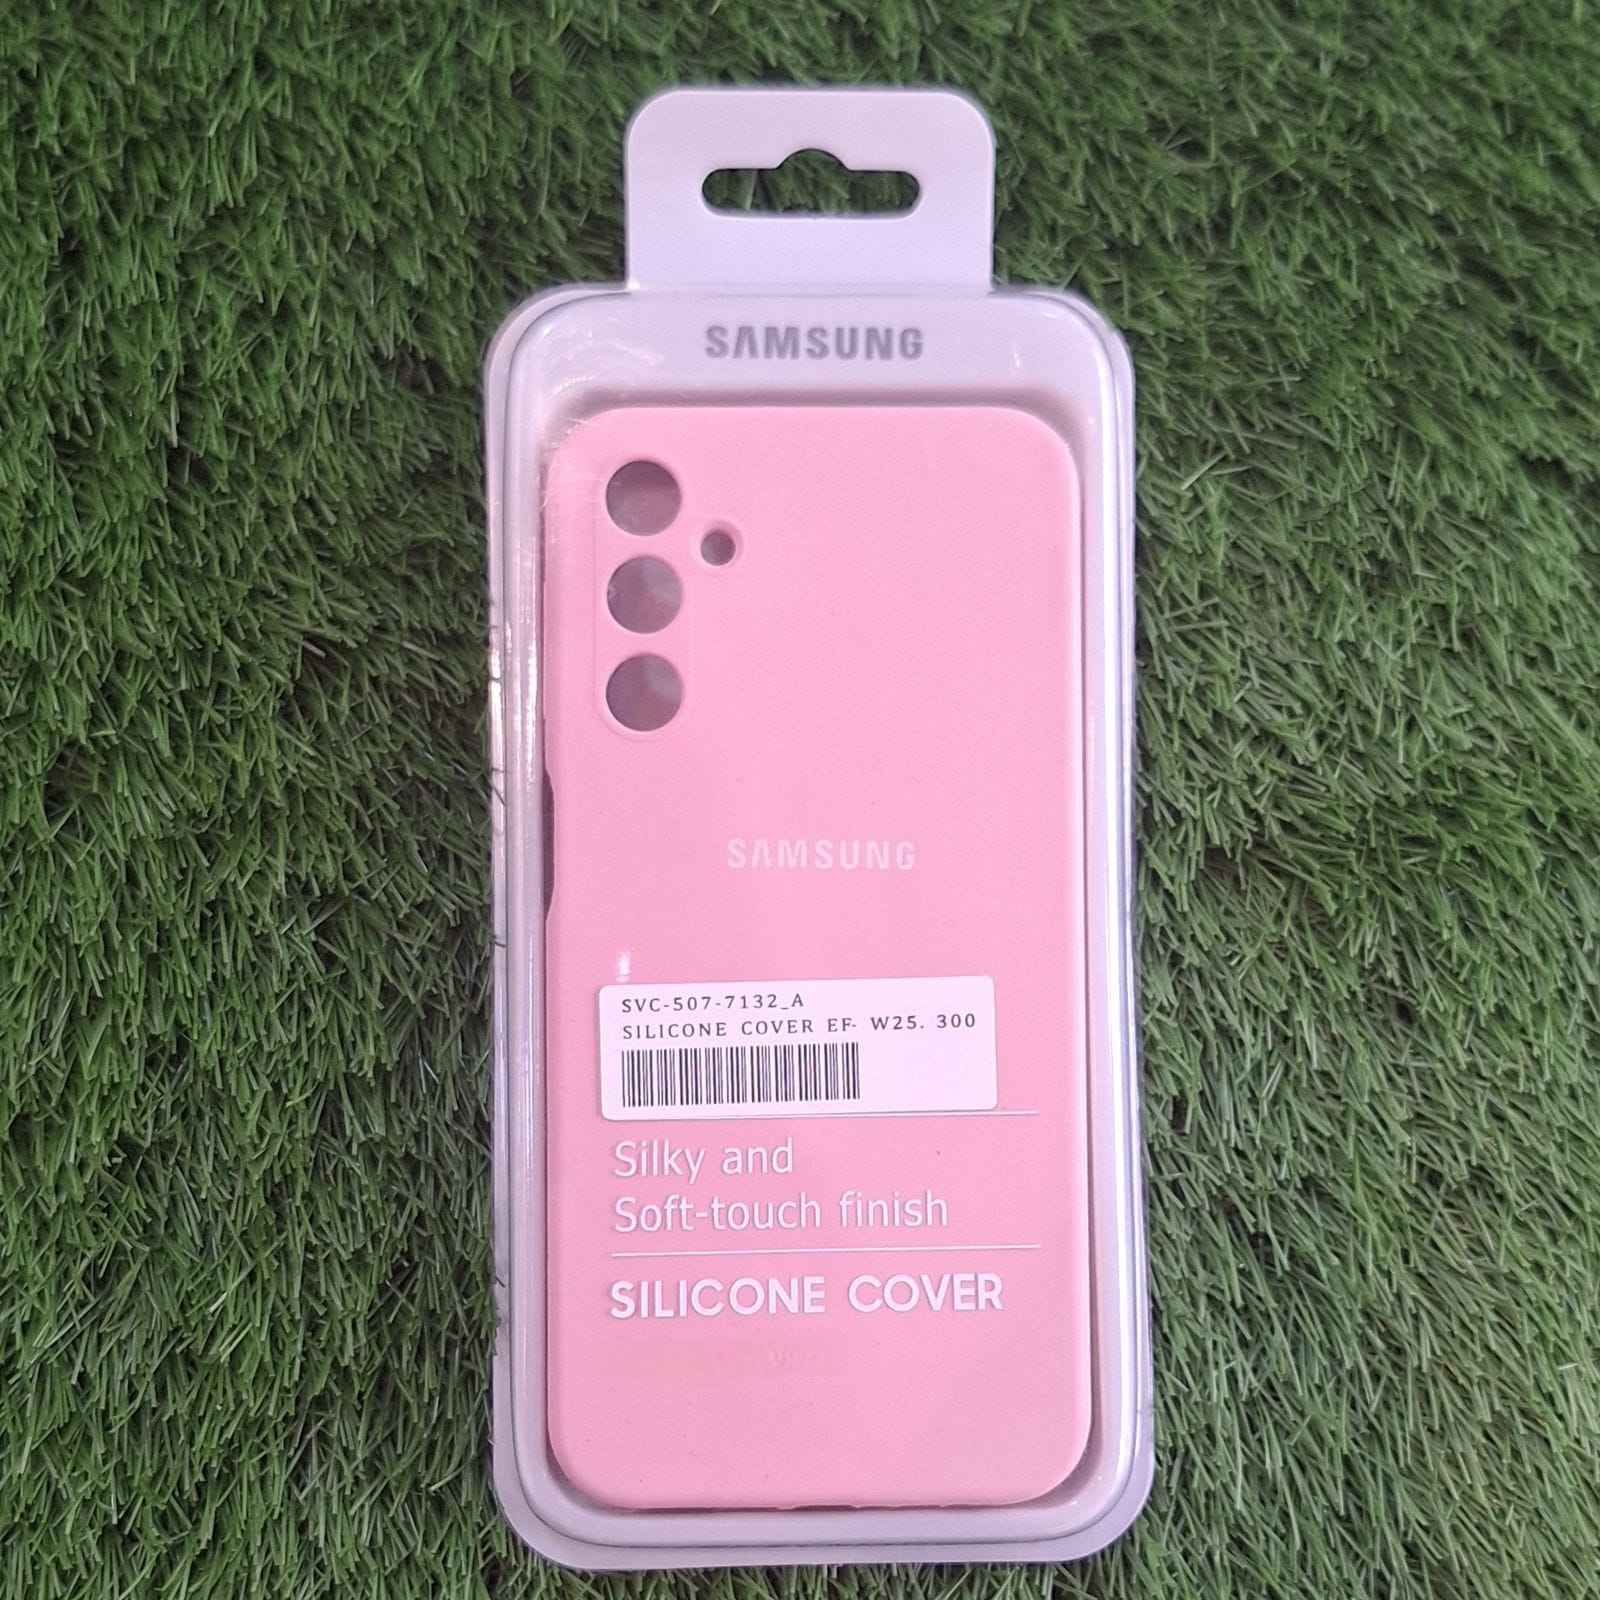 SAMSUNG
SAMSUNG
SVC-507-7132_A
SILICONE COVER EF- W25. 300
Silky and
Soft-touch finish
SILICONE COVER